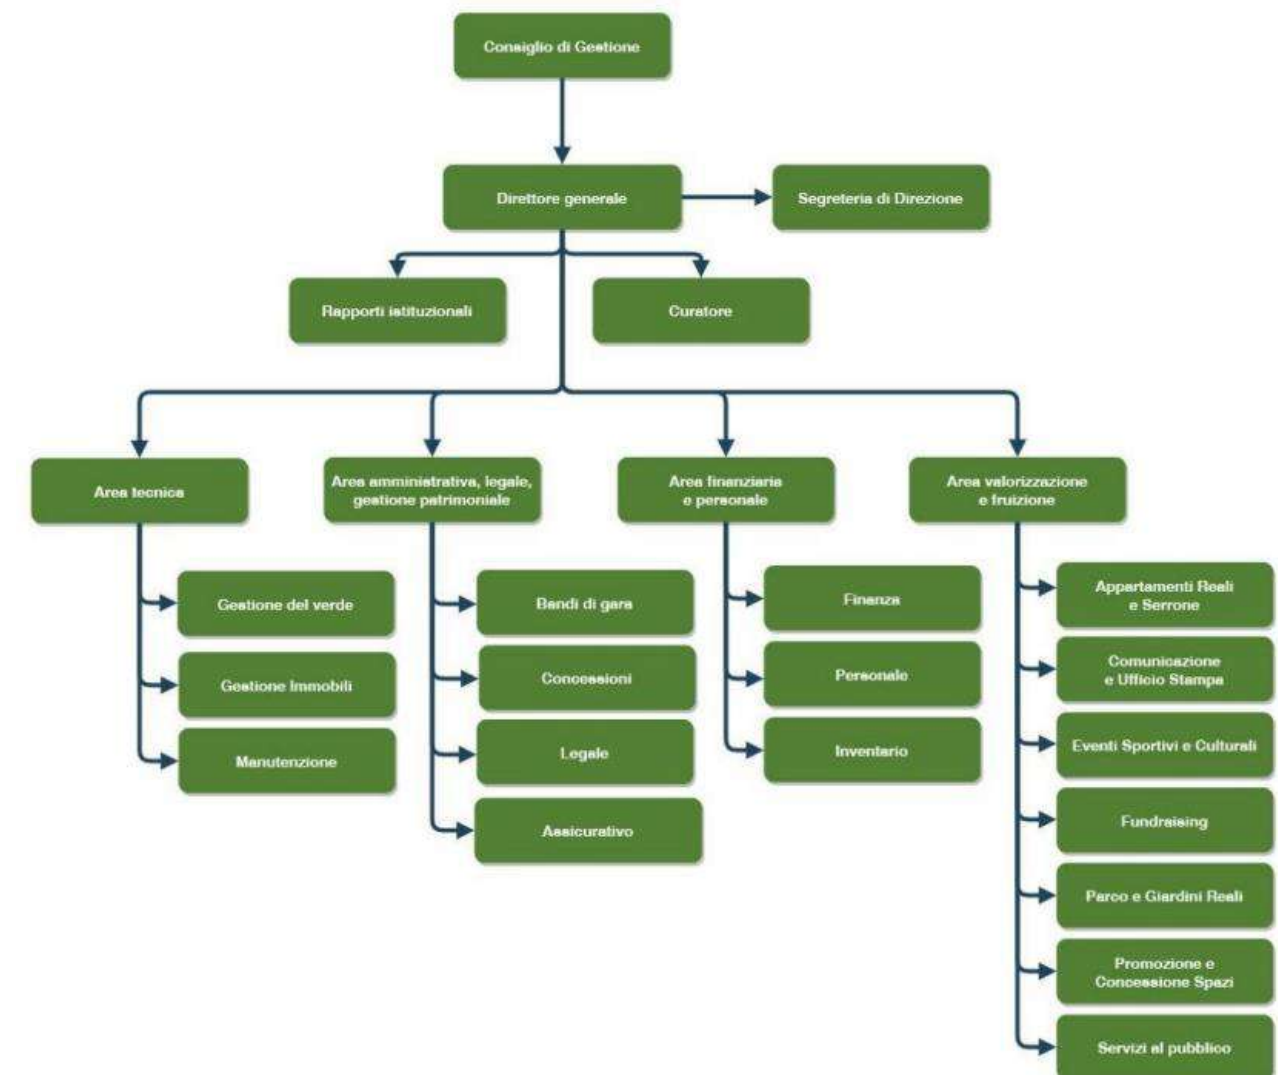 Consiglio di Gestione
Direttore generale
Segreteria di Direzione
Rapporti istituzionali
Curatore
Area tecnica
Area amministrativa, legale,
gestione patrimoniale
Area finanziaria
e personale
Area valorizzazione
e fruizione
Gestione del verde
Gestione Immobili
Manutenzione
Bandi di gara
Concessioni
Legale
Assicurativo
Finanza
Personale
Inventario
Appartamenti Reali
e Serrone
Comunicazione
e Ufficio Stampa
Eventi Sportivi e Culturali
Fundraising
Parco e Giardini Reali
Promozione e
Concessione Spazi
Servizi al pubblico